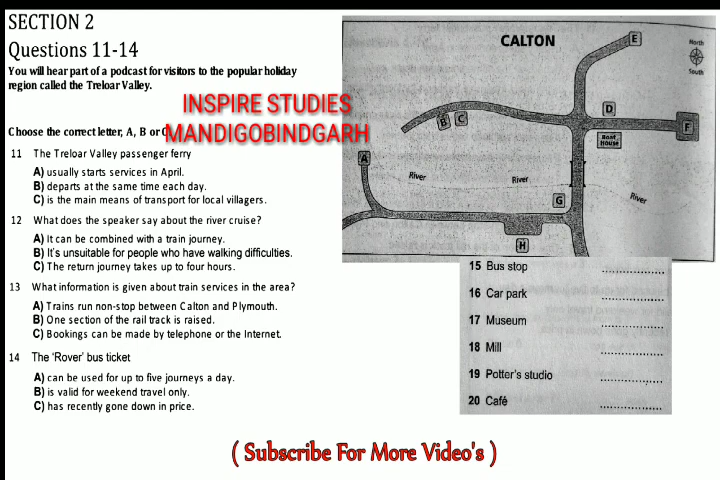 SECTION 2
Questions 11-14
You will hear part of a podcast for visitors to the popular holiday
region called the Treloar Valley.
INSPIRE STUDIES
MANDIGOBINDGARH
Choose the correct letter, A, B or
11 The Treloar Valley passenger ferry
A) usually starts services in April.
B) departs at the same time each day.
C) is the main means of transport for local villagers.
12 What does the speaker say about the river cruise?
A) It can be combined with a train journey.
B) It's unsuitable for people who have walking difficulties.
C) The return journey takes up to four hours.
13 What information is given about train services in the area?
A) Trains run non-stop between Calton and Plymouth.
B) One section of the rail track is raised.
C) Bookings can be made by telephone or the Internet.
14 The 'Rover' bus ticket
A) can be used for up to five journeys a day.
B) is valid for weekend travel only.
C) has recently gone down in price.
CALTON
North
South
E
D
B
C
F
Boat House
A
River
River
River
G
H
15 Bus stop ................
16 Car park ................
17 Museum ................
18 Mill ................
19 Potter's studio ................
20 Café ................
( Subscribe For More Video's )